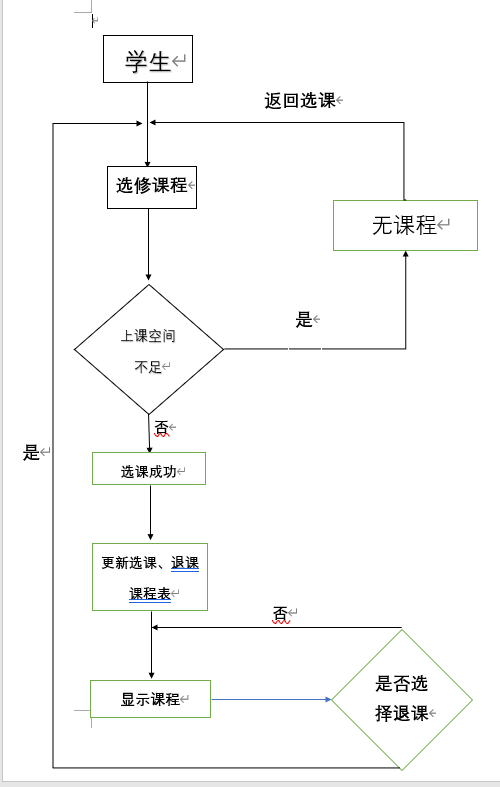 学生
返回选课
选修课程
无课程
上课空间
不足
是
否
是
选课成功
更新选课、退课
课程表
否
显示课程
是否选
择退课